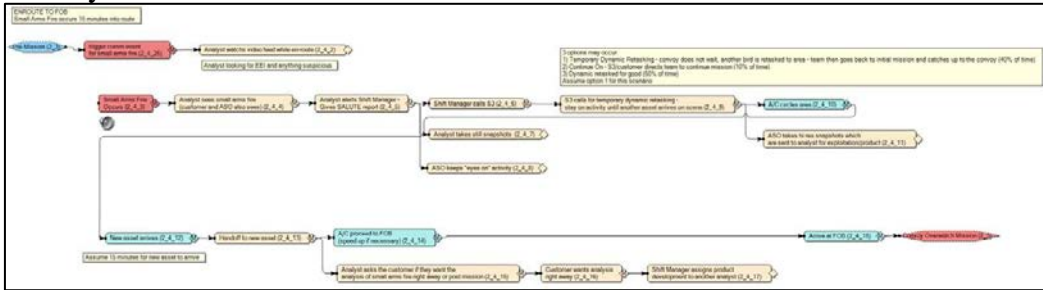 ENROUTE TO FOB
Small Arms Fire occurs 15 minutes into route
Trigger comm event
for small arms fire (2_4_26)
Analyst watches video feed while en-route (2_4_2)
Analyst looking for EEI and anything suspicious.
3 options may occur:
1) Temporary Dynamic Retasking - convoy does not wait, another bird is retasked to area - team then goes back to initial mission and catches up to the convoy (40% of time)
2) Continue On - S3/customer directs team to continue mission (10% of time)
3) Dynamic retasked for good (50% of time)
Assume option 1 for this scenario
Small Arms Fire
Occurs (2_4_3)
Analyst sees small arms fire
(customer and ASO also sees) (2_4_4)
Analyst alerts Shift Manager -
Gives SALUTE report (2_4_5)
Shift Manager calls S3 (2_4_6)
S3 calls for temporary dynamic retasking -
stay on activity until another asset arrives on scene (2_4_9)
A/C circles area (2_4_10)
Analyst takes still snapshots (2_4_7)
ASO takes hi-res snapshots which
are sent to analyst for exploitation/product (2_4_11)
ASO keeps "eyes on" activity (2_4_8)
New asset arrives (2_4_12)
Handoff to new asset (2_4_13)
A/C proceed to FOB
(speed up if necessary) (2_4_14)
Arrive at FOB (2_4_18)
Overwatch Mission
Assume 15 minutes for new asset to arrive
Analyst asks the customer if they want the
analysis of small arms fire right away or post mission (2_4_15)
Customer wants analysis
right away (2_4_16)
Shift Manager assigns product
development to another analyst (2_4_17)